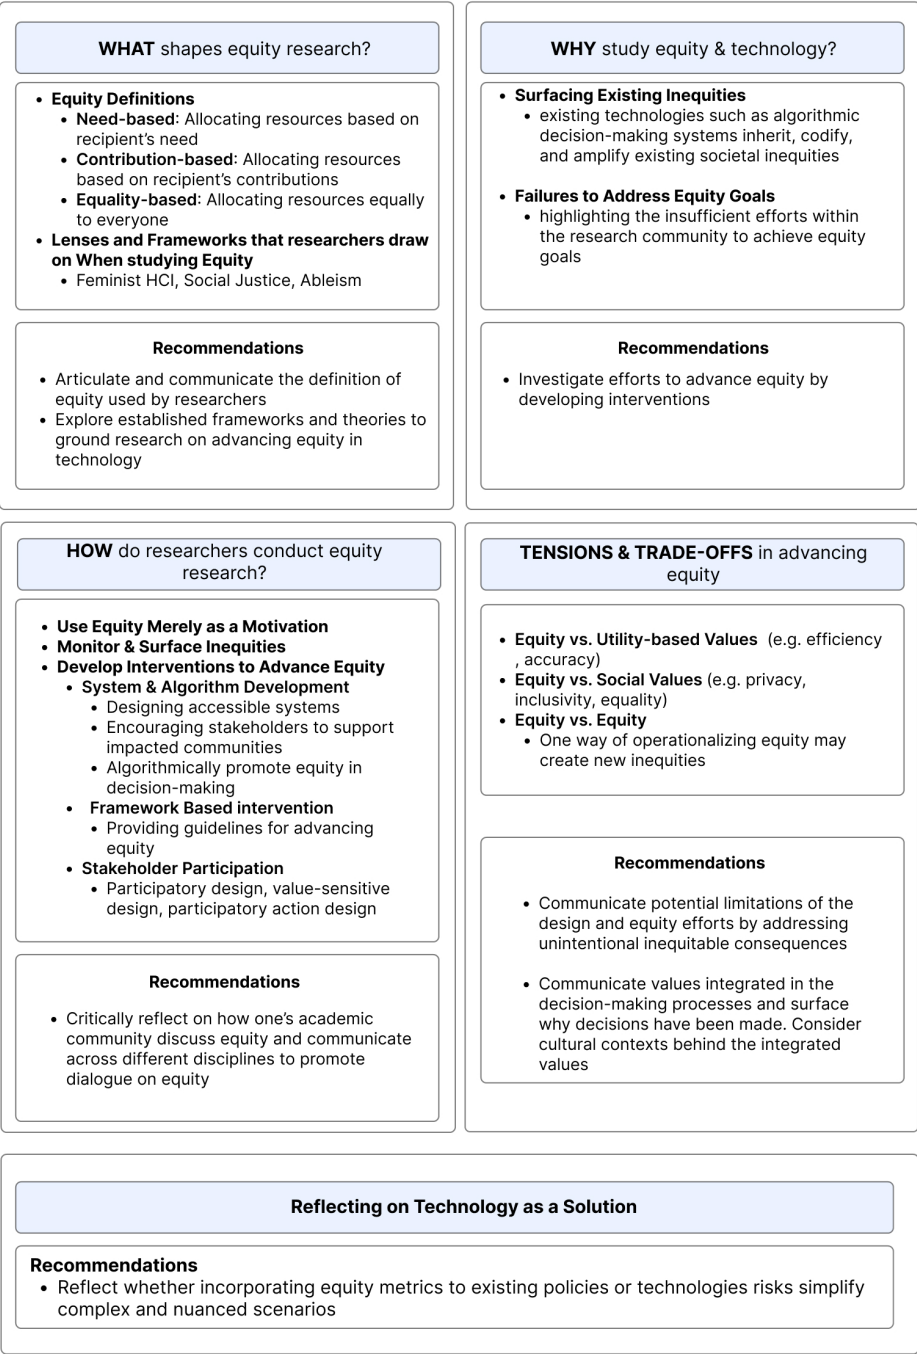 WHAT shapes equity research?
• Equity Definitions
• Need-based: Allocating resources based on
recipient's need
• Contribution-based: Allocating resources
based on recipient's contributions
• Equality-based: Allocating resources equally
to everyone
• Lenses and Frameworks that researchers draw
on When studying Equity
• Feminist HCI, Social Justice, Ableism
Recommendations
• Articulate and communicate the definition of
equity used by researchers
• Explore established frameworks and theories to
ground research on advancing equity in
technology
WHY study equity & technology?
• Surfacing Existing Inequities
• existing technologies such as algorithmic
decision-making systems inherit, codify,
and amplify existing societal inequities
• Failures to Address Equity Goals
• highlighting the insufficient efforts within
the research community to achieve equity
goals
Recommendations
• Investigate efforts to advance equity by
developing interventions
HOW do researchers conduct equity
research?
• Use Equity Merely as a Motivation
• Monitor & Surface Inequities
• Develop Interventions to Advance Equity
• System & Algorithm Development
• Designing accessible systems
• Encouraging stakeholders to support
impacted communities
• Algorithmically promote equity in
decision-making
• Framework Based intervention
• Providing guidelines for advancing
equity
• Stakeholder Participation
• Participatory design, value-sensitive
design, participatory action design
Recommendations
• Critically reflect on how one's academic
community discuss equity and communicate
across different disciplines to promote
dialogue on equity
TENSIONS & TRADE-OFFS in advancing
equity
• Equity vs. Utility-based Values (e.g. efficiency
, accuracy)
• Equity vs. Social Values (e.g. privacy,
inclusivity, equality)
• Equity vs. Equity
• One way of operationalizing equity may
create new inequities
Recommendations
• Communicate potential limitations of the
design and equity efforts by addressing
unintentional inequitable consequences
• Communicate values integrated in the
decision-making processes and surface
why decisions have been made. Consider
cultural contexts behind the integrated
values
Reflecting on Technology as a Solution
Recommendations
• Reflect whether incorporating equity metrics to existing policies or technologies risks simplify
complex and nuanced scenarios